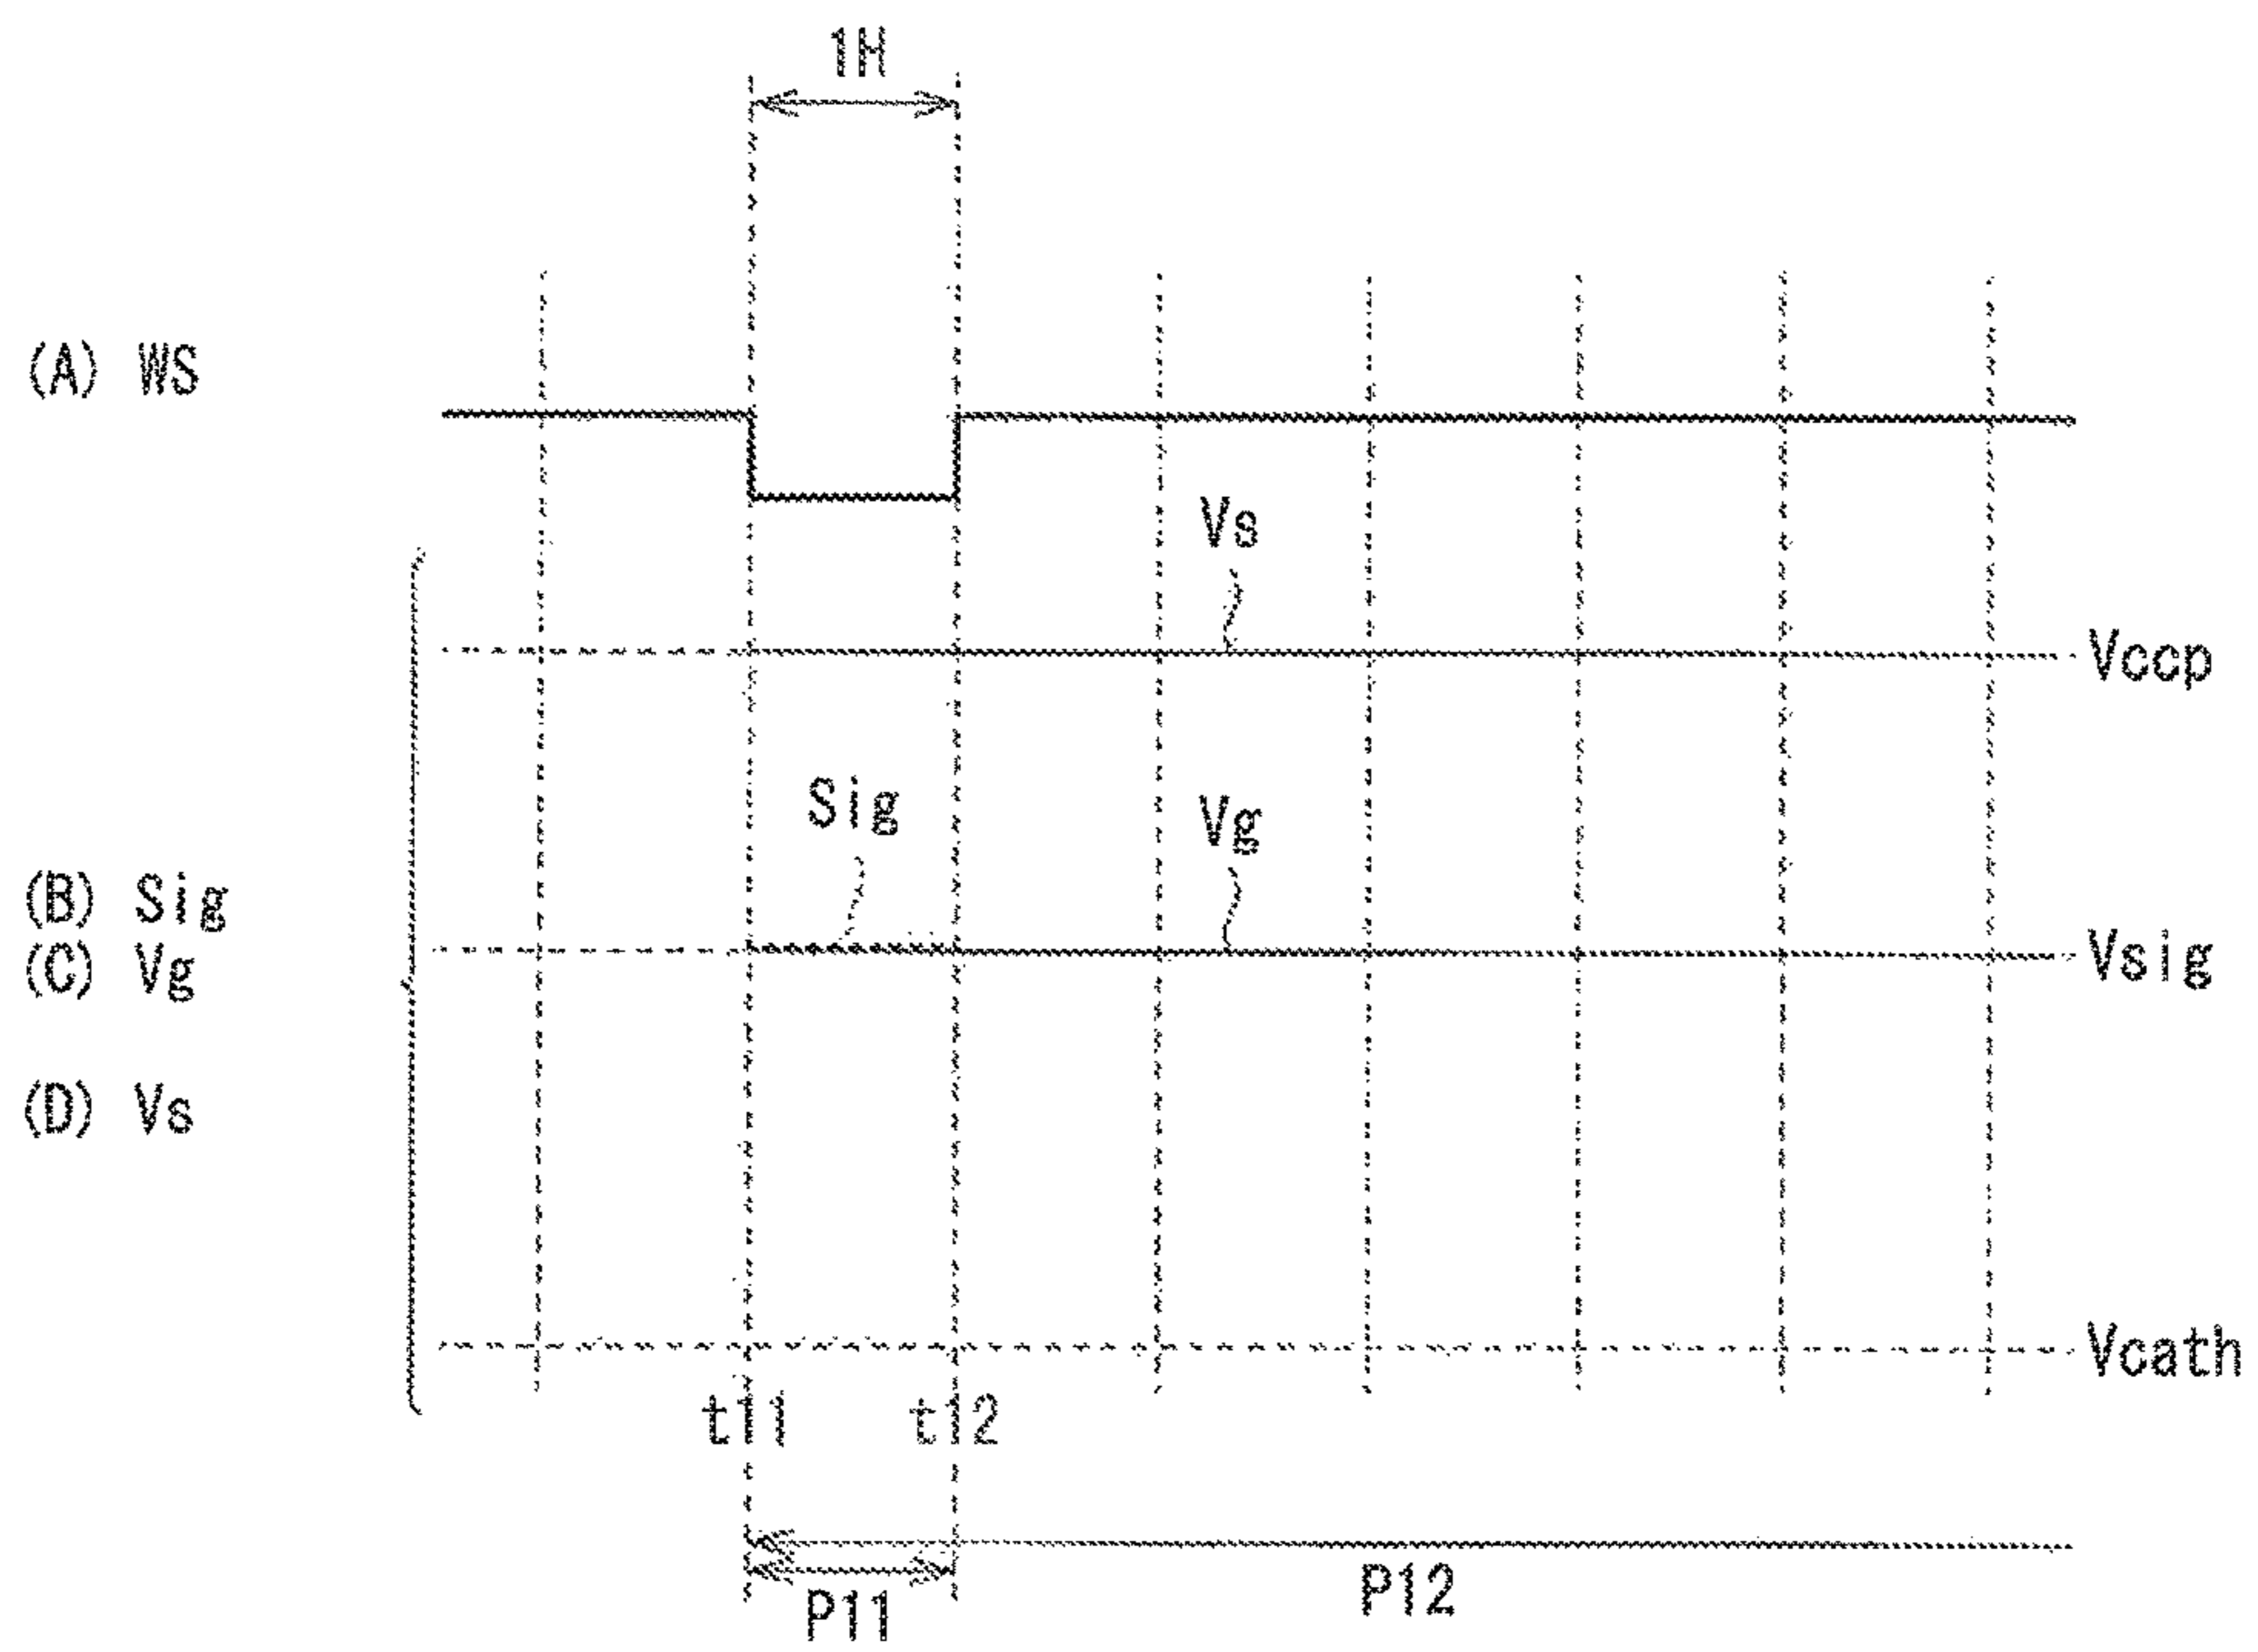 1H
(A) WS
Vs
Vccp
Sig
Vg
(B) Sig
(C) Vg
Vsig
(D) Vs
Vcath
t11
t12
P11
P12